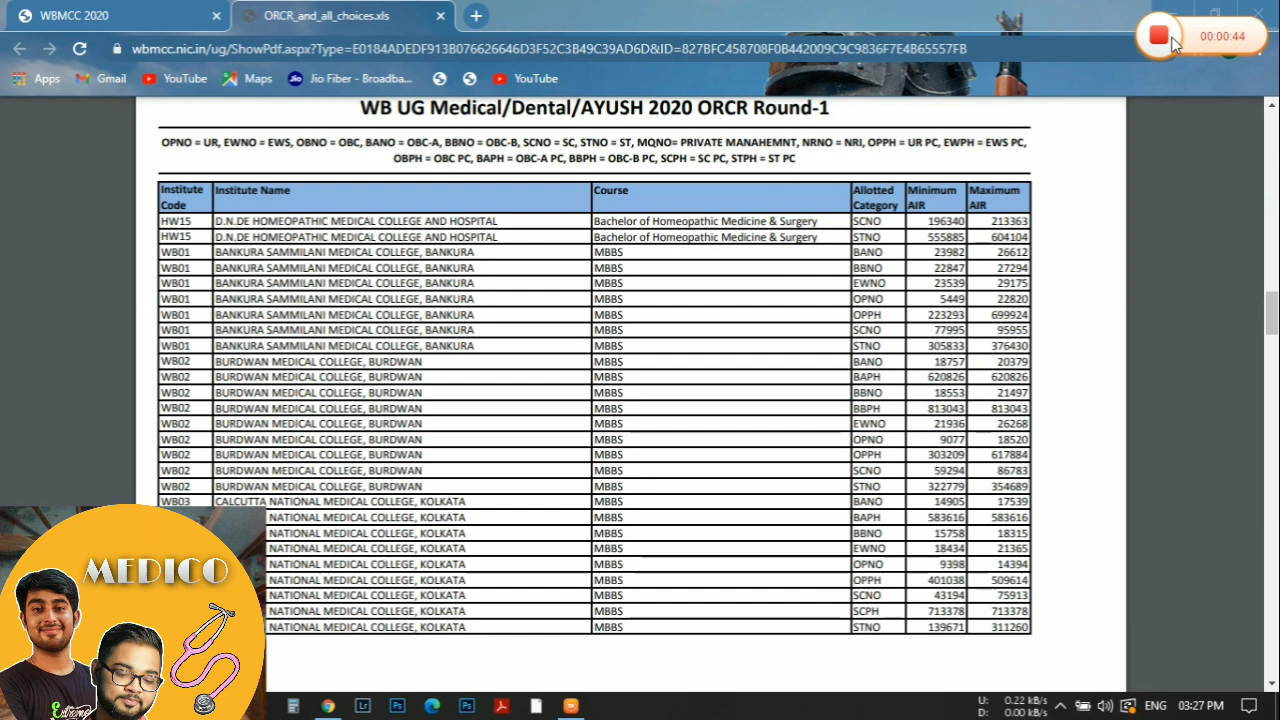 WBMCC 2020
ORCR_and_all_choices.xls
wbmcc.nic.in/ug/ShowPdf.aspx?Type=E0184ADEDF913B076626646D3F52C3B49C39AD6D&ID=827BFC458708F0B442009C9C9836F7E4B65557FB
00:00:44
Apps Gmail YouTube Maps Jio Fiber - Broadba... YouTube
WB UG Medical/Dental/AYUSH 2020 ORCR Round-1
OPNO = UR, EWNO = EWS, OBNO = OBC, BANO = OBC-A, BBNO = OBC-B, SCNO = SC, STNO = ST, MQNO= PRIVATE MANAHEMNT, NRNO = NRI, OPPH = UR PC, EWPH = EWS PC,
OBPH = OBC PC, BAPH = OBC-A PC, BBPH = OBC-B PC, SCPH = SC PC, STPH = ST PC
Institute Code Institute Name Course Allotted Category Minimum AIR Maximum AIR
HW15 D.N.DE HOMEOPATHIC MEDICAL COLLEGE AND HOSPITAL Bachelor of Homeopathic Medicine & Surgery SCNO 196340 213363
HW15 D.N.DE HOMEOPATHIC MEDICAL COLLEGE AND HOSPITAL Bachelor of Homeopathic Medicine & Surgery STNO 555885 604104
WB01 BANKURA SAMMILANI MEDICAL COLLEGE, BANKURA MBBS BANO 23982 26612
WB01 BANKURA SAMMILANI MEDICAL COLLEGE, BANKURA MBBS BBNO 22847 27294
WB01 BANKURA SAMMILANI MEDICAL COLLEGE, BANKURA MBBS EWNO 23539 29175
WB01 BANKURA SAMMILANI MEDICAL COLLEGE, BANKURA MBBS OPNO 5449 22820
WB01 BANKURA SAMMILANI MEDICAL COLLEGE, BANKURA MBBS OPPH 223293 699924
WB01 BANKURA SAMMILANI MEDICAL COLLEGE, BANKURA MBBS SCNO 77995 95955
WB01 BANKURA SAMMILANI MEDICAL COLLEGE, BANKURA MBBS STNO 305833 376430
WB02 BURDWAN MEDICAL COLLEGE, BURDWAN MBBS BANO 18757 20379
WB02 BURDWAN MEDICAL COLLEGE, BURDWAN MBBS BAPH 620826 620826
WB02 BURDWAN MEDICAL COLLEGE, BURDWAN MBBS BBNO 18553 21497
WB02 BURDWAN MEDICAL COLLEGE, BURDWAN MBBS BBPH 813043 813043
WB02 BURDWAN MEDICAL COLLEGE, BURDWAN MBBS EWNO 21936 26268
WB02 BURDWAN MEDICAL COLLEGE, BURDWAN MBBS OPNO 9077 18520
WB02 BURDWAN MEDICAL COLLEGE, BURDWAN MBBS OPPH 303209 617884
WB02 BURDWAN MEDICAL COLLEGE, BURDWAN MBBS SCNO 59294 86783
WB02 BURDWAN MEDICAL COLLEGE, BURDWAN MBBS STNO 322779 354689
WB03 CALCUTTA NATIONAL MEDICAL COLLEGE, KOLKATA MBBS BANO 14905 17539
NATIONAL MEDICAL COLLEGE, KOLKATA MBBS BAPH 583616 583616
NATIONAL MEDICAL COLLEGE, KOLKATA MBBS BBNO 15758 18315
NATIONAL MEDICAL COLLEGE, KOLKATA MBBS EWNO 18434 21365
NATIONAL MEDICAL COLLEGE, KOLKATA MBBS OPNO 9398 14394
NATIONAL MEDICAL COLLEGE, KOLKATA MBBS OPPH 401038 509614
NATIONAL MEDICAL COLLEGE, KOLKATA MBBS SCNO 43194 75913
NATIONAL MEDICAL COLLEGE, KOLKATA MBBS SCPH 713378 713378
NATIONAL MEDICAL COLLEGE, KOLKATA MBBS STNO 139671 311260
MEDICO
Extreme
Lr Ps Ps
U: 0.22 kB/s
D: 0.00 kB/s
ENG 03:27 PM